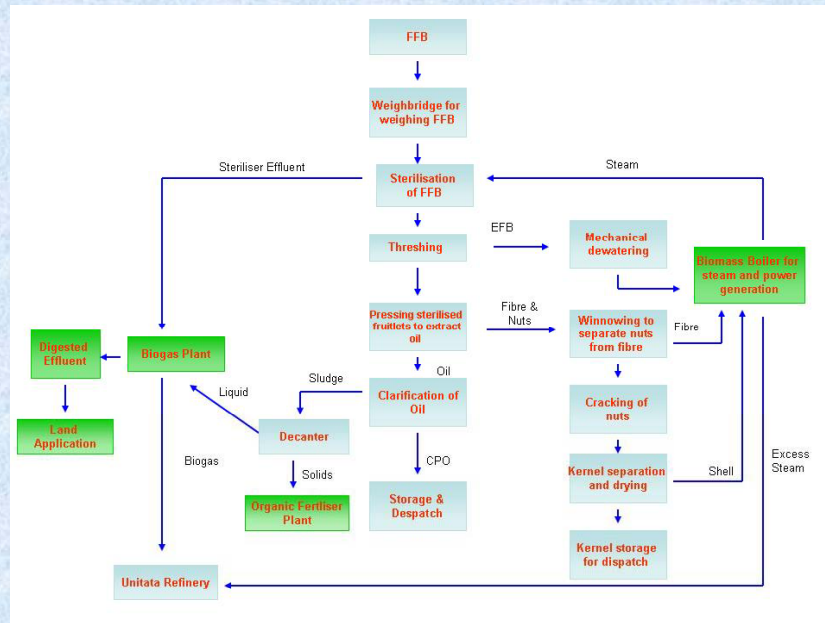 FFB
Weighbridge for
weighing FFB
Steriliser Effluent
Steam
Sterilisation
of FFB
EFB
Threshing
Mechanical
dewatering
Biomass Boiler for
steam and power
generation
Pressing sterilised
fruitlets to extract
oil
Fibre &
Nuts
Winnowing to
separate nuts
from fibre
Fibre
Digested
Effluent
Biogas Plant
Oil
Sludge
Clarification of
Oil
Liquid
Cracking of
nuts
Land
Application
Decanter
Biogas
Solids
CPO
Kernel separation
and drying
Shell
Excess
Steam
Organic Fertliser
Plant
Storage &
Despatch
Kernel storage
for dispatch
Unitata Refinery